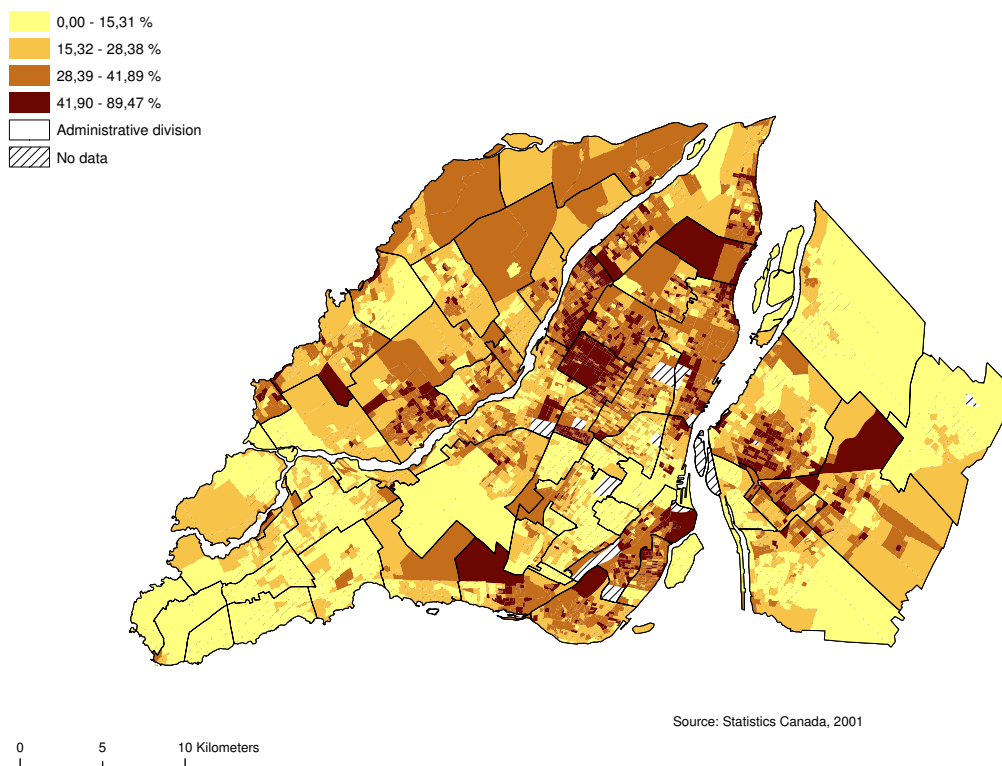 0,00 - 15,31 %
15,32 - 28,38 %
28,39 - 41,89 %
41,90 - 89,47 %
Administrative division
No data
Source: Statistics Canada, 2001
0 5 10 Kilometers